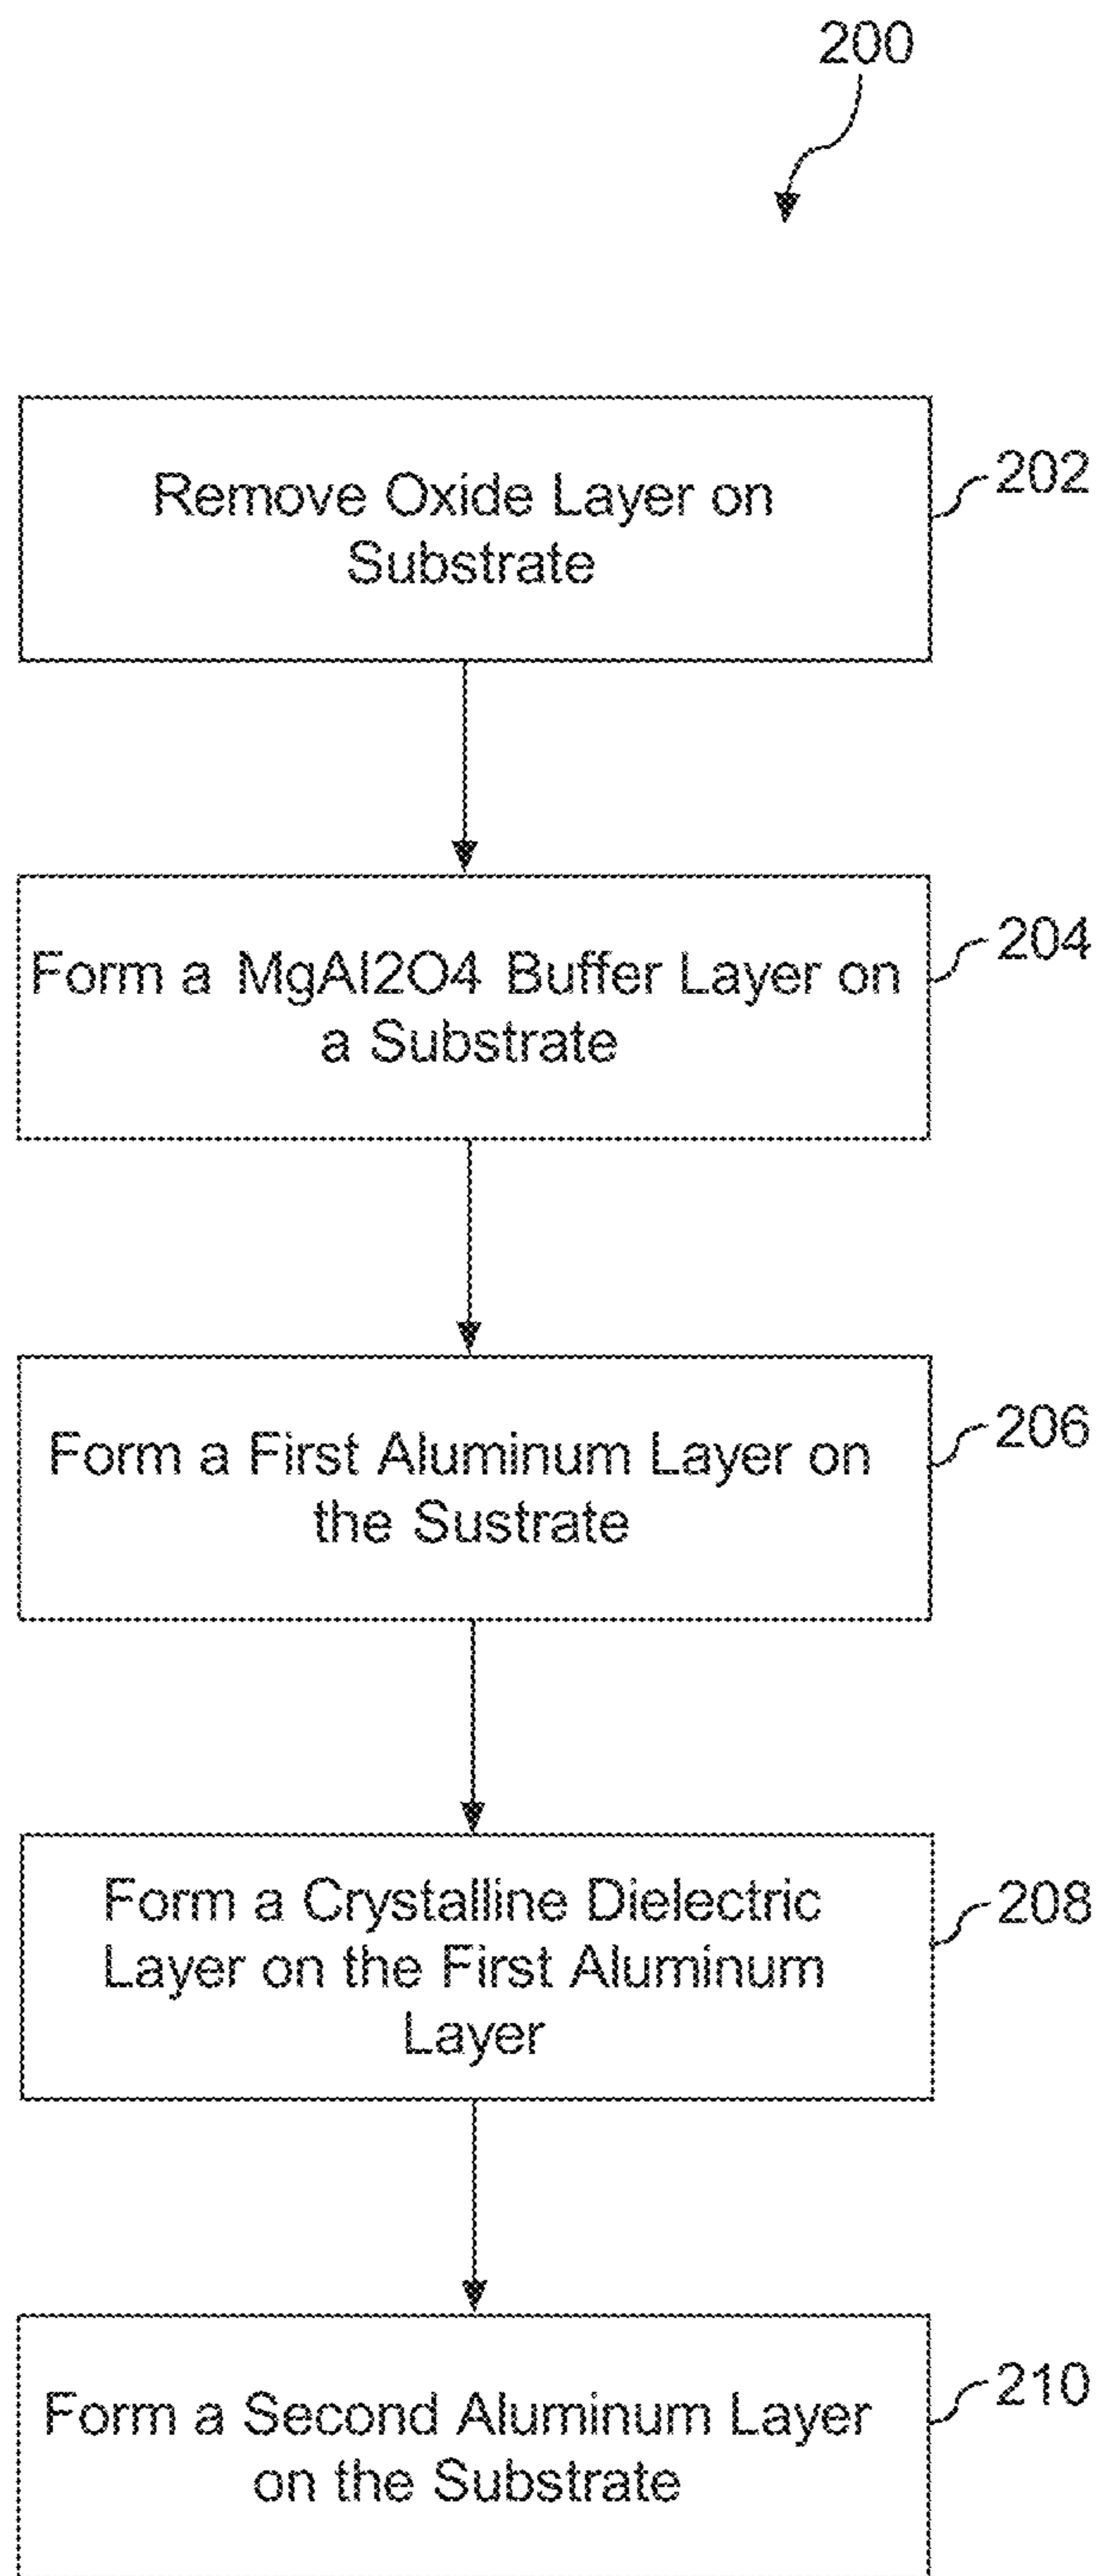 200
Remove Oxide Layer on
Substrate
202
Form a MgAl2O4 Buffer Layer on
a Substrate
204
Form a First Aluminum Layer on
the Sustrate
206
Form a Crystalline Dielectric
Layer on the First Aluminum
Layer
208
Form a Second Aluminum Layer
on the Substrate
210